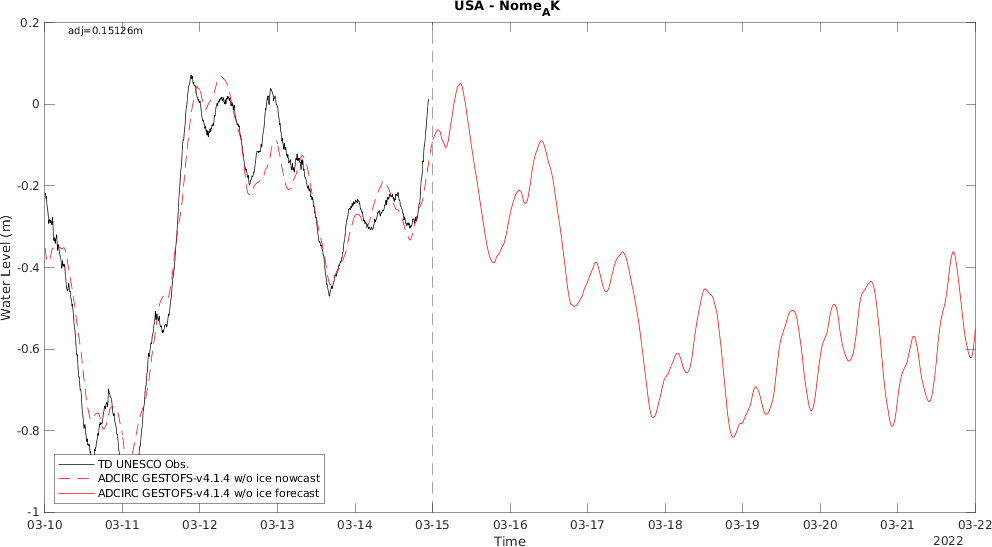 USA - Nome_AK
adj=0.15126m
0.2
0
-0.2
-0.4
-0.6
-0.8
-1
Water Level (m)
TD UNESCO Obs.
ADCIRC GESTOFS-v4.1.4 w/o ice nowcast
ADCIRC GESTOFS-v4.1.4 w/o ice forecast
03-10 03-11 03-12 03-13 03-14 03-15 03-16 03-17 03-18 03-19 03-20 03-21 03-22
Time
2022